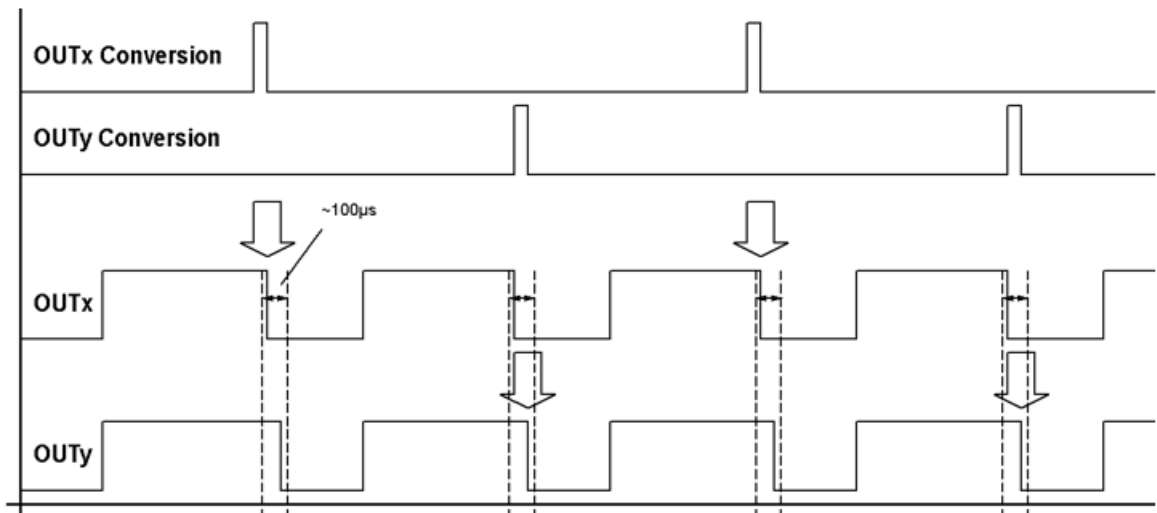 OUTx Conversion
OUTy Conversion
~100µs
OUTx
OUTy